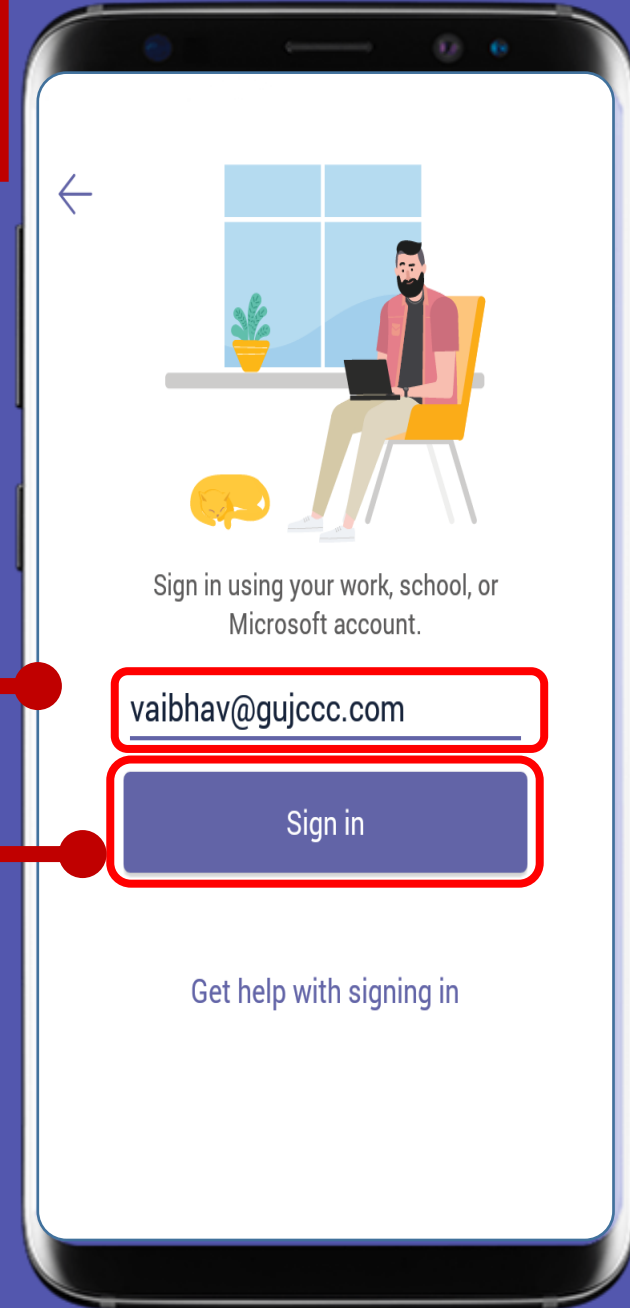 Sign in using your work, school, or
Microsoft account.
vaibhav@gujccc.com
Sign in
Get help with signing in